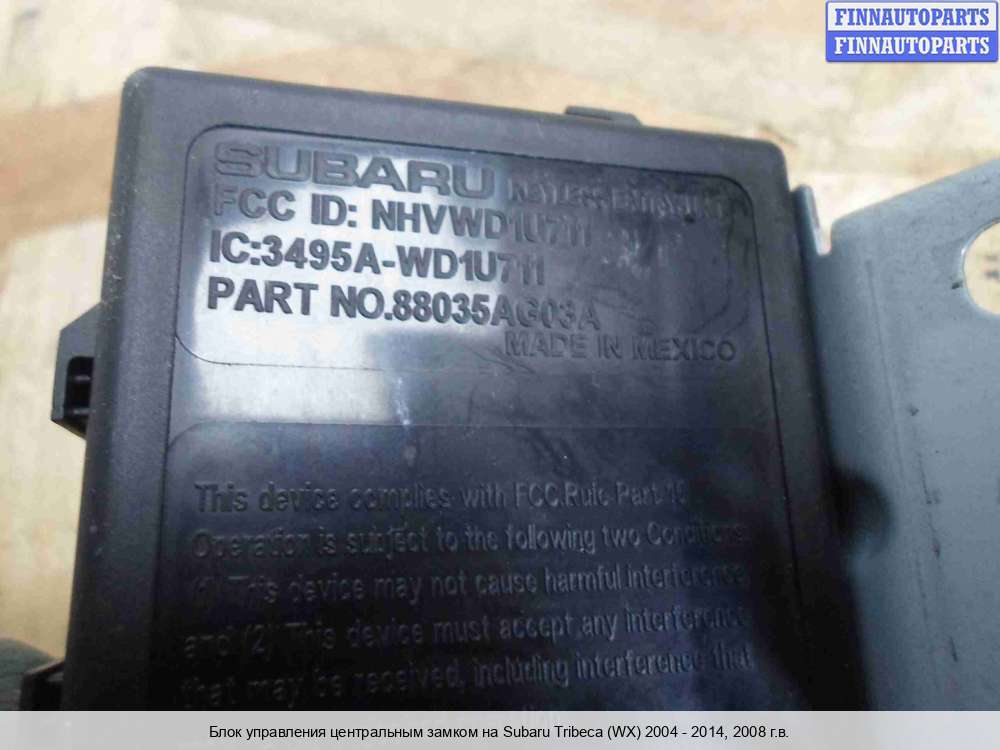 FINNAUTOPARTS
FINNAUTOPARTS
SUBARU KEYLESS ENTRY
FCC ID: NHVWD1U711
IC:3495A-WD1U711
PART NO.88035AG03A
MADE IN MEXICO
This device complies with FCC Rule Part 15
Operation is subject to the following two Conditions
(1) This device may not cause harmful interference
and (2) This device must accept any interference
that may be received, including interference that
Блок управления центральным замком на Subaru Tribeca (WX) 2004 - 2014, 2008 г.в.